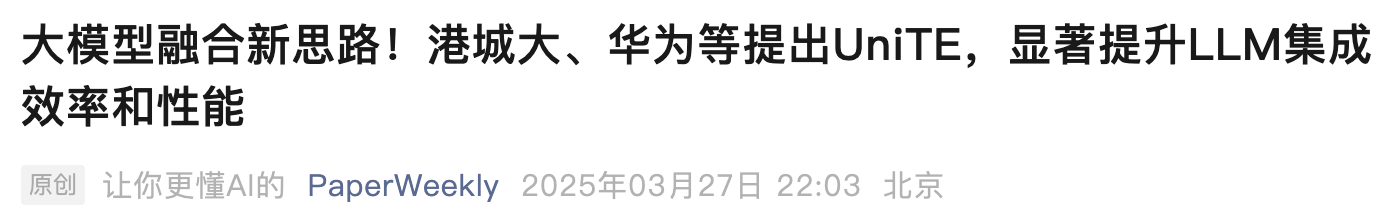 大模型融合新思路！港城大、华为等提出UniTE，显著提升LLM集成
效率和性能
原创 让你更懂AI的 PaperWeekly 2025年03月27日 22:03 北京